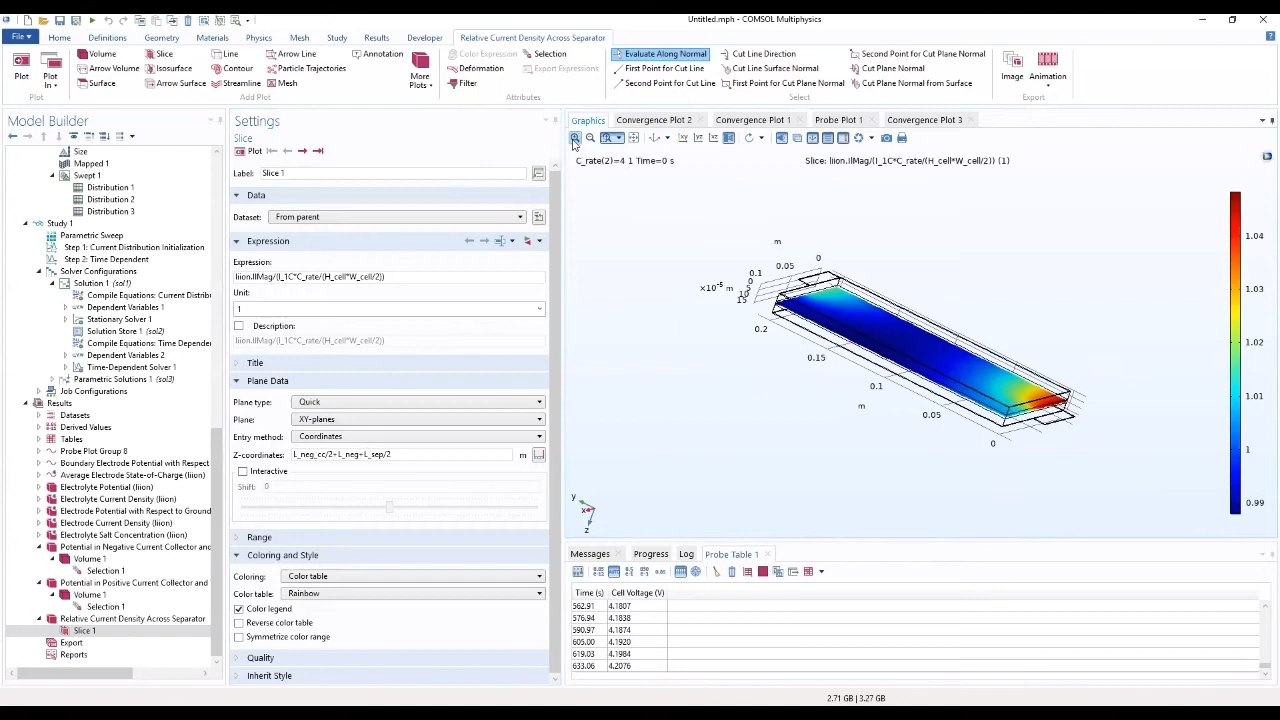 Untitled.mph - COMSOL Multiphysics
File Home Definitions Geometry Materials Physics Mesh Study Results Developer Relative Current Density Across Separator
Plot
Plot In
Plot
Volume Slice Line Arrow Line Annotation
Arrow Volume Isosurface Contour Particle Trajectories
Surface Arrow Surface Streamline Mesh
More Plots
Add Plot
Color Expression Selection
Deformation Export Expressions
Filter
Attributes
Evaluate Along Normal Cut Line Direction Second Point for Cut Plane Normal
First Point for Cut Line Cut Line Surface Normal Cut Plane Normal
Second Point for Cut Line First Point for Cut Plane Normal Cut Plane Normal from Surface
Select
Image Animation
Export
Model Builder
Size
Mapped 1
Swept 1
Distribution 1
Distribution 2
Distribution 3
Study 1
Parametric Sweep
Step 1: Current Distribution Initialization
Step 2: Time Dependent
Solver Configurations
Solution 1 (sol1)
Compile Equations: Current Distrib
Dependent Variables 1
Stationary Solver 1
Solution Store 1 (sol2)
Compile Equations: Time Depender
Dependent Variables 2
Time-Dependent Solver 1
Parametric Solutions 1 (sol3)
Job Configurations
Results
Datasets
Derived Values
Tables
Probe Plot Group 8
Boundary Electrode Potential with Respect
Average Electrode State-of-Charge (liion)
Electrolyte Potential (liion)
Electrolyte Current Density (liion)
Electrode Potential with Respect to Ground
Electrode Current Density (liion)
Electrolyte Salt Concentration (liion)
Potential in Negative Current Collector and
Volume 1
Selection 1
Potential in Positive Current Collector and
Volume 1
Selection 1
Relative Current Density Across Separator
Slice 1
Export
Reports
Settings
Slice
Plot
Label: Slice 1
Data
Dataset: From parent
Expression
Expression:
liion.IlMag/(I_1C*C_rate/(H_cell*W_cell/2))
Unit:
1
Description:
liion.IlMag/(I_1C*C_rate/(H_cell*W_cell/2))
Title
Plane Data
Plane type: Quick
Plane: XY-planes
Entry method: Coordinates
Z-coordinates: L_neg_cc/2+L_neg+L_sep/2 m
Interactive
Shift: 0
Range
Coloring and Style
Coloring: Color table
Color table: Rainbow
Color legend
Reverse color table
Symmetrize color range
Quality
Inherit Style
Graphics Convergence Plot 2 Convergence Plot 1 Probe Plot 1 Convergence Plot 3
C_rate(2)=4 1 Time=0 s Slice: liion.IlMag/(I_1C*C_rate/(H_cell*W_cell/2)) (1)
m
0
0.05
0.1
0
5
10
15
×10⁻⁵ m
0.2
0.15
0.1
m
0.05
0
1.04
1.03
1.02
1.01
1
0.99
y
x
z
Messages Progress Log Probe Table 1
Time (s) Cell Voltage (V)
562.91 4.1807
576.94 4.1838
590.97 4.1874
605.00 4.1920
619.03 4.1984
633.06 4.2076
2.71 GB | 3.27 GB